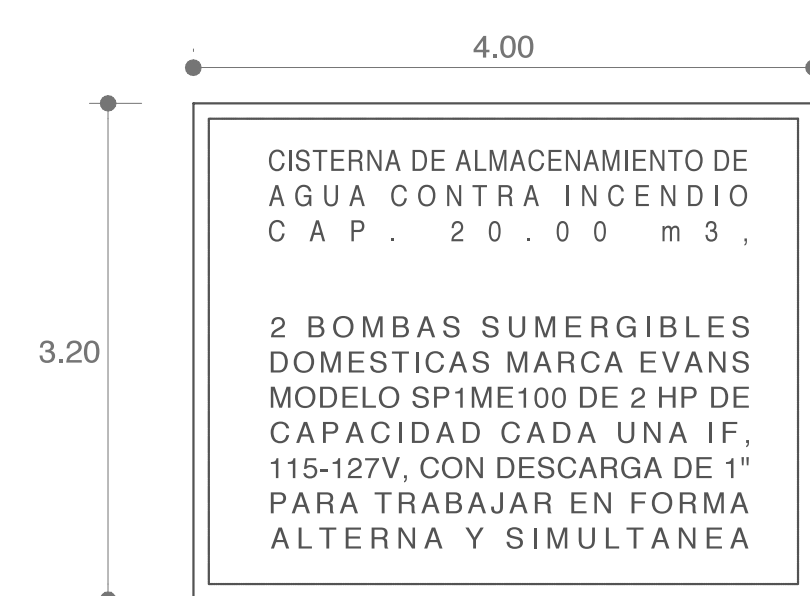 4.00
CISTERNA DE ALMACENAMIENTO DE
AGUA CONTRA INCENDIO
CAP. 20.00 m3,
3.20
2 BOMBAS SUMERGIBLES
DOMESTICAS MARCA EVANS
MODELO SP1ME100 DE 2 HP DE
CAPACIDAD CADA UNA IF,
115-127V, CON DESCARGA DE 1"
PARA TRABAJAR EN FORMA
ALTERNA Y SIMULTANEA